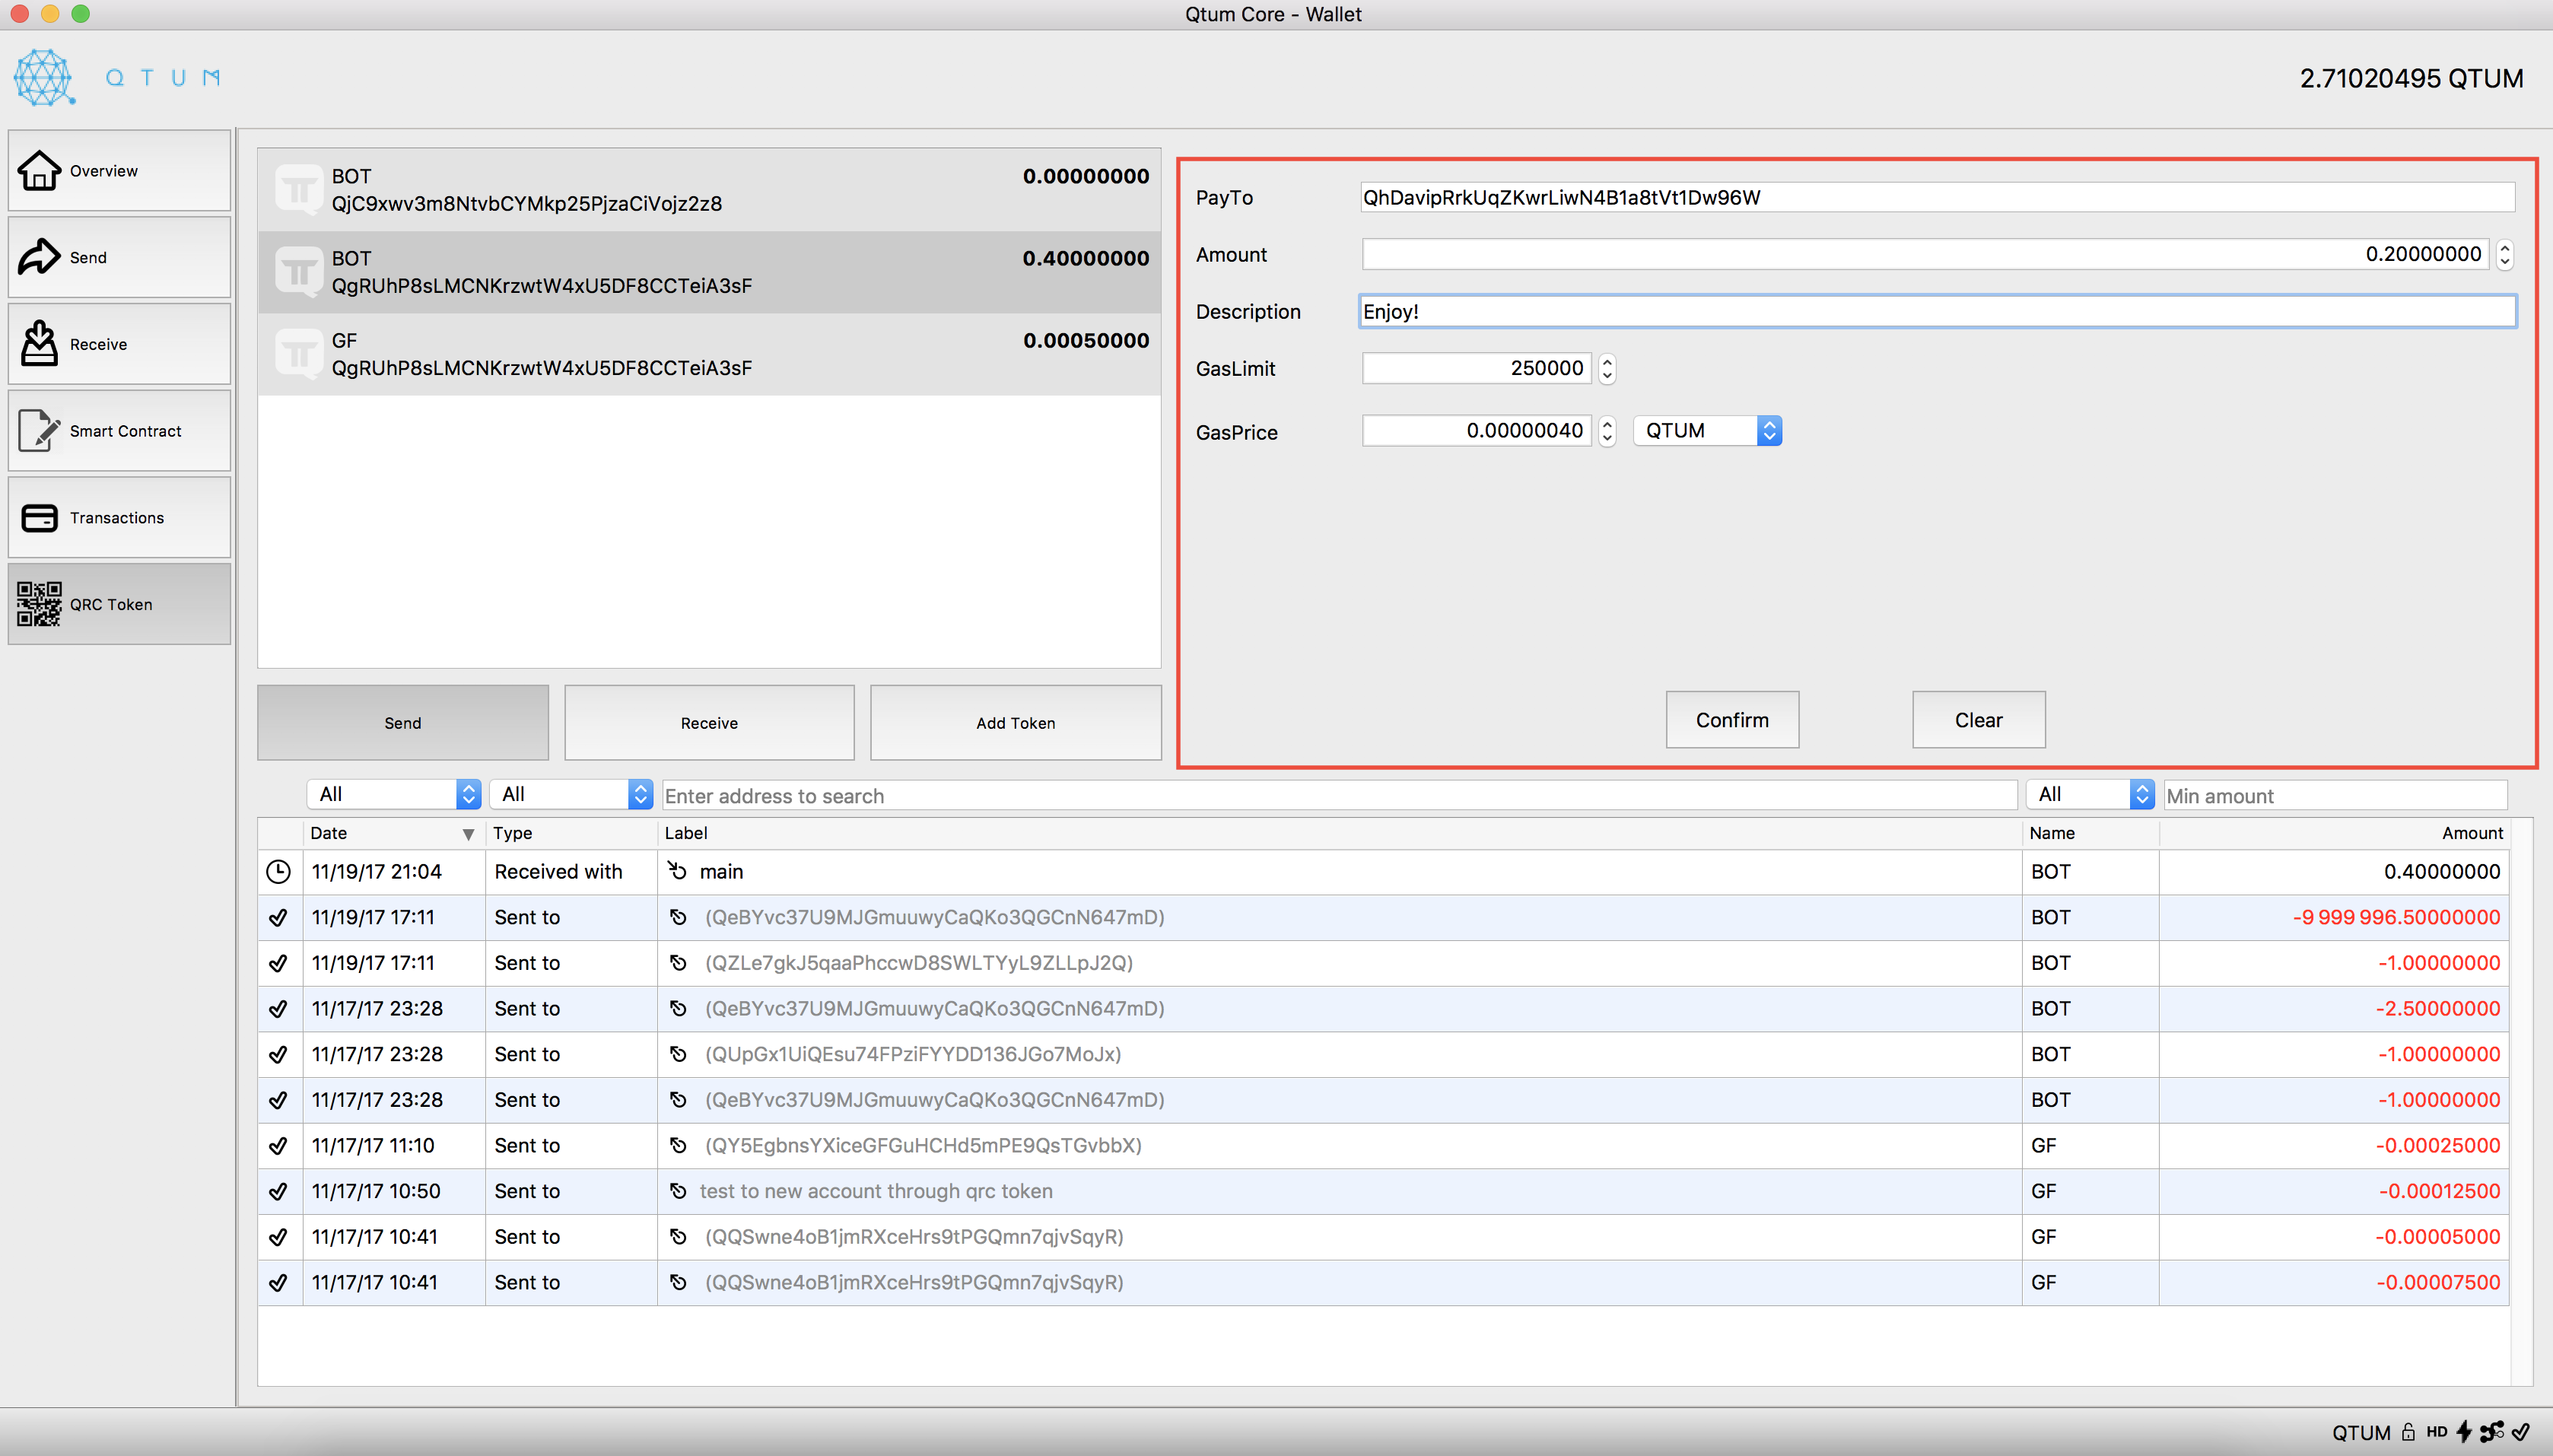 Qtum Core - Wallet
QTUM
2.71020495 QTUM
Overview
Send
Receive
Smart Contract
Transactions
QRC Token
BOT 0.00000000
QjC9xwv3m8NtvbCYMkp25PjzaCiVojz2z8
BOT 0.40000000
QgRUhP8sLMCNKrzwtW4xU5DF8CCTeiA3sF
GF 0.00050000
QgRUhP8sLMCNKrzwtW4xU5DF8CCTeiA3sF
Send Receive Add Token
PayTo QhDavipRrkUqZKwrLiwN4B1a8tVt1Dw96W
Amount 0.20000000
Description Enjoy!
GasLimit 250000
GasPrice 0.00000040 QTUM
Confirm Clear
All All Enter address to search All Min amount
Date Type Label Name Amount
11/19/17 21:04 Received with main BOT 0.40000000
11/19/17 17:11 Sent to (QeBYvc37U9MJGmuuwyCaQKo3QGCnN647mD) BOT -9 999 996.50000000
11/19/17 17:11 Sent to (QZLe7gkJ5qaaPhccwD8SWLTYyL9ZLLpJ2Q) BOT -1.00000000
11/17/17 23:28 Sent to (QeBYvc37U9MJGmuuwyCaQKo3QGCnN647mD) BOT -2.50000000
11/17/17 23:28 Sent to (QUpGx1UiQEsu74FPziFYYDD136JGo7MoJx) BOT -1.00000000
11/17/17 23:28 Sent to (QeBYvc37U9MJGmuuwyCaQKo3QGCnN647mD) BOT -1.00000000
11/17/17 11:10 Sent to (QY5EgbnsYXiceGFGuHCHd5mPE9QsTGvbbX) GF -0.00025000
11/17/17 10:50 Sent to test to new account through qrc token GF -0.00012500
11/17/17 10:41 Sent to (QQSwne4oB1jmRXceHrs9tPGQmn7qjvSqyR) GF -0.00005000
11/17/17 10:41 Sent to (QQSwne4oB1jmRXceHrs9tPGQmn7qjvSqyR) GF -0.00007500
QTUM HD